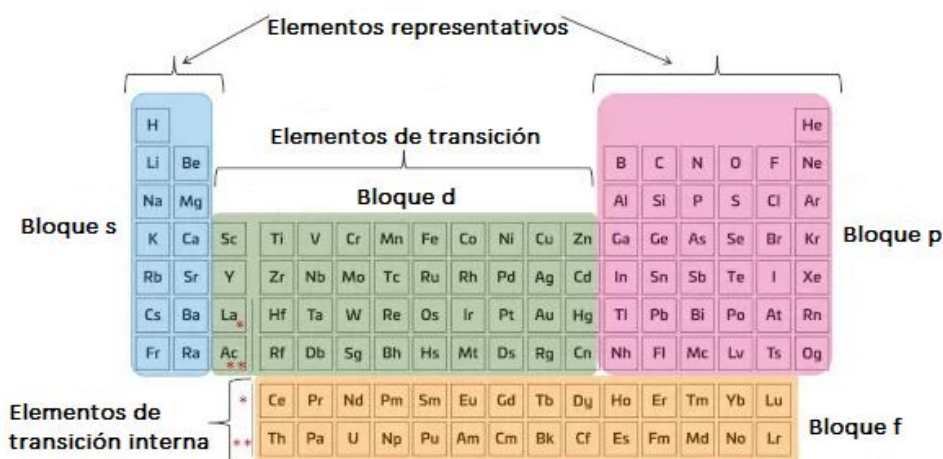 Elementos representativos
H He
Elementos de transición
Li Be B C N O F Ne
Na Mg Al Si P S Cl Ar
Bloque d
Bloque s
K Ca Sc Ti V Cr Mn Fe Co Ni Cu Zn Ga Ge As Se Br Kr
Bloque p
Rb Sr Y Zr Nb Mo Tc Ru Rh Pd Ag Cd In Sn Sb Te I Xe
Cs Ba La* Hf Ta W Re Os Ir Pt Au Hg Tl Pb Bi Po At Rn
Fr Ra Ac** Rf Db Sg Bh Hs Mt Ds Rg Cn Nh Fl Mc Lv Ts Og
Elementos de
transición interna
* Ce Pr Nd Pm Sm Eu Gd Tb Dy Ho Er Tm Yb Lu
** Th Pa U Np Pu Am Cm Bk Cf Es Fm Md No Lr
Bloque f